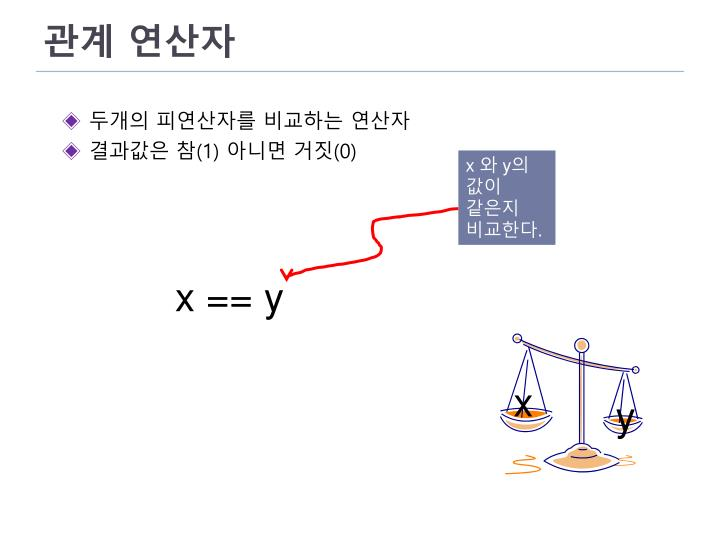 관계 연산자
두개의 피연산자를 비교하는 연산자
결과값은 참(1) 아니면 거짓(0)
x 와 y의
값이
같은지
비교한다.
x == y
x
y